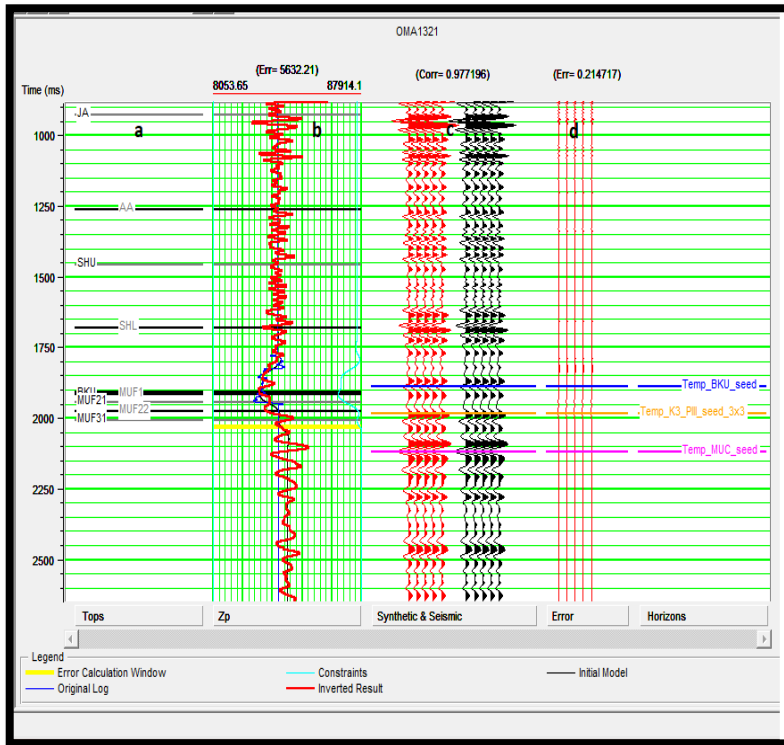 OMA1321
(Err= 5632.21) (Corr= 0.977196) (Err= 0.214717)
8053.65 87914.1
Time (ms)
JA
a b c d
1000
AA
1250
SHU
1500
SHL
1750
BKU MUF1 Temp_BKU_seed
MUF21
MUF22 Temp_K3_Pill_seed_3x3
2000
MUF31
Temp_MUC_seed
2250
2500
Tops Zp Synthetic & Seismic Error Horizons
Legend
Error Calculation Window Constraints Initial Model
Original Log Inverted Result